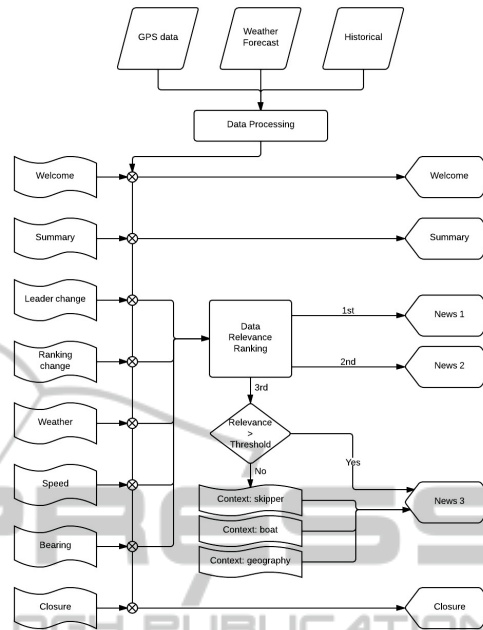 GPS data
Weather
Forecast
Historical
Data Processing
Welcome
Welcome
Summary
Summary
Leader change
Ranking
change
Weather
Speed
Bearing
Closure
Data
Relevance
Ranking
1st
News 1
2nd
News 2
3rd
Relevance
>
Threshold
Yes
No
Context: skipper
Context: boat
Context: geography
News 3
Closure
PRESS
PUBLICATION